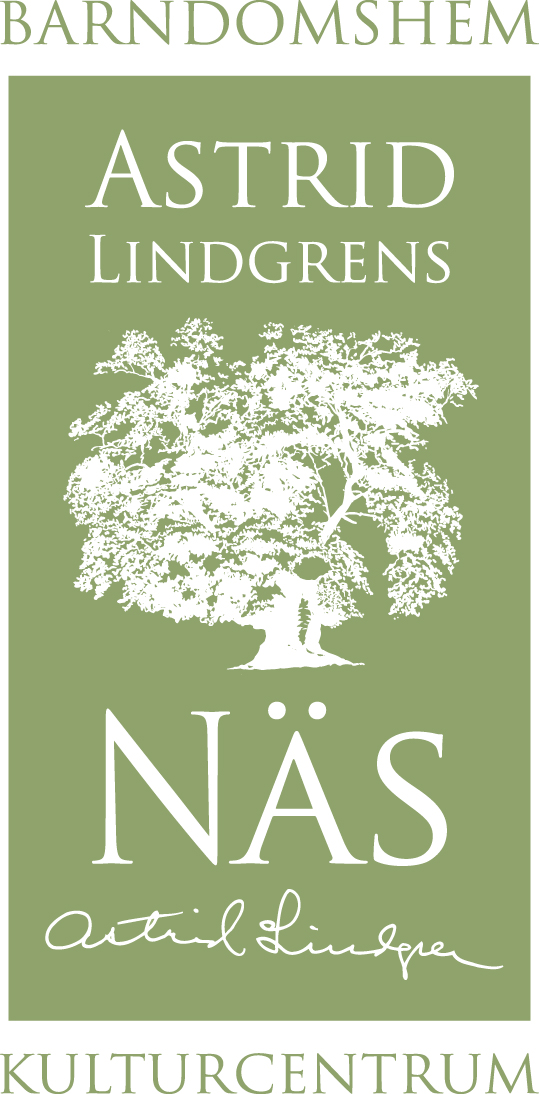 BARNDOMSHEM
ASTRID
LINDGRENS
NÄS
Astrid Lindgren
KULTURCENTRUM